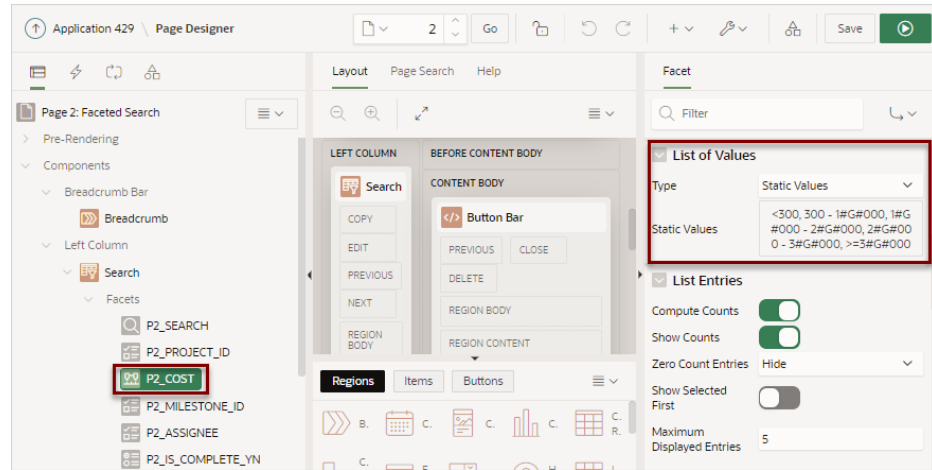 Application 429 \ Page Designer
2
Go
Save
Page 2: Faceted Search
Pre-Rendering
Components
Breadcrumb Bar
Breadcrumb
Left Column
Search
Facets
P2_SEARCH
P2_PROJECT_ID
P2_COST
P2_MILESTONE_ID
P2_ASSIGNEE
P2_IS_COMPLETE_YN
Layout Page Search Help
LEFT COLUMN
Search
COPY
EDIT
PREVIOUS
NEXT
REGION
BODY
BEFORE CONTENT BODY
CONTENT BODY
Button Bar
PREVIOUS CLOSE
DELETE
REGION BODY
REGION CONTENT
Regions Items Buttons
B. C. C. C. C.
R.
C.
Facet
Filter
List of Values
Type Static Values
Static Values
<300, 300 - 1#G#000, 1#G
#000 - 2#G#000, 2#G#00
0 - 3#G#000, >=3#G#000
List Entries
Compute Counts
Show Counts
Zero Count Entries Hide
Show Selected
First
Maximum
Displayed Entries
5